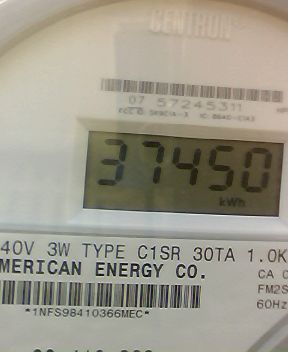 CENTRON
07 57245311
37450
kWh
40V 3W TYPE C1SR 30TA 1.0K
MERICAN ENERGY CO.
CA 0
FM2S
60Hz
*1NFS98410366MEC*